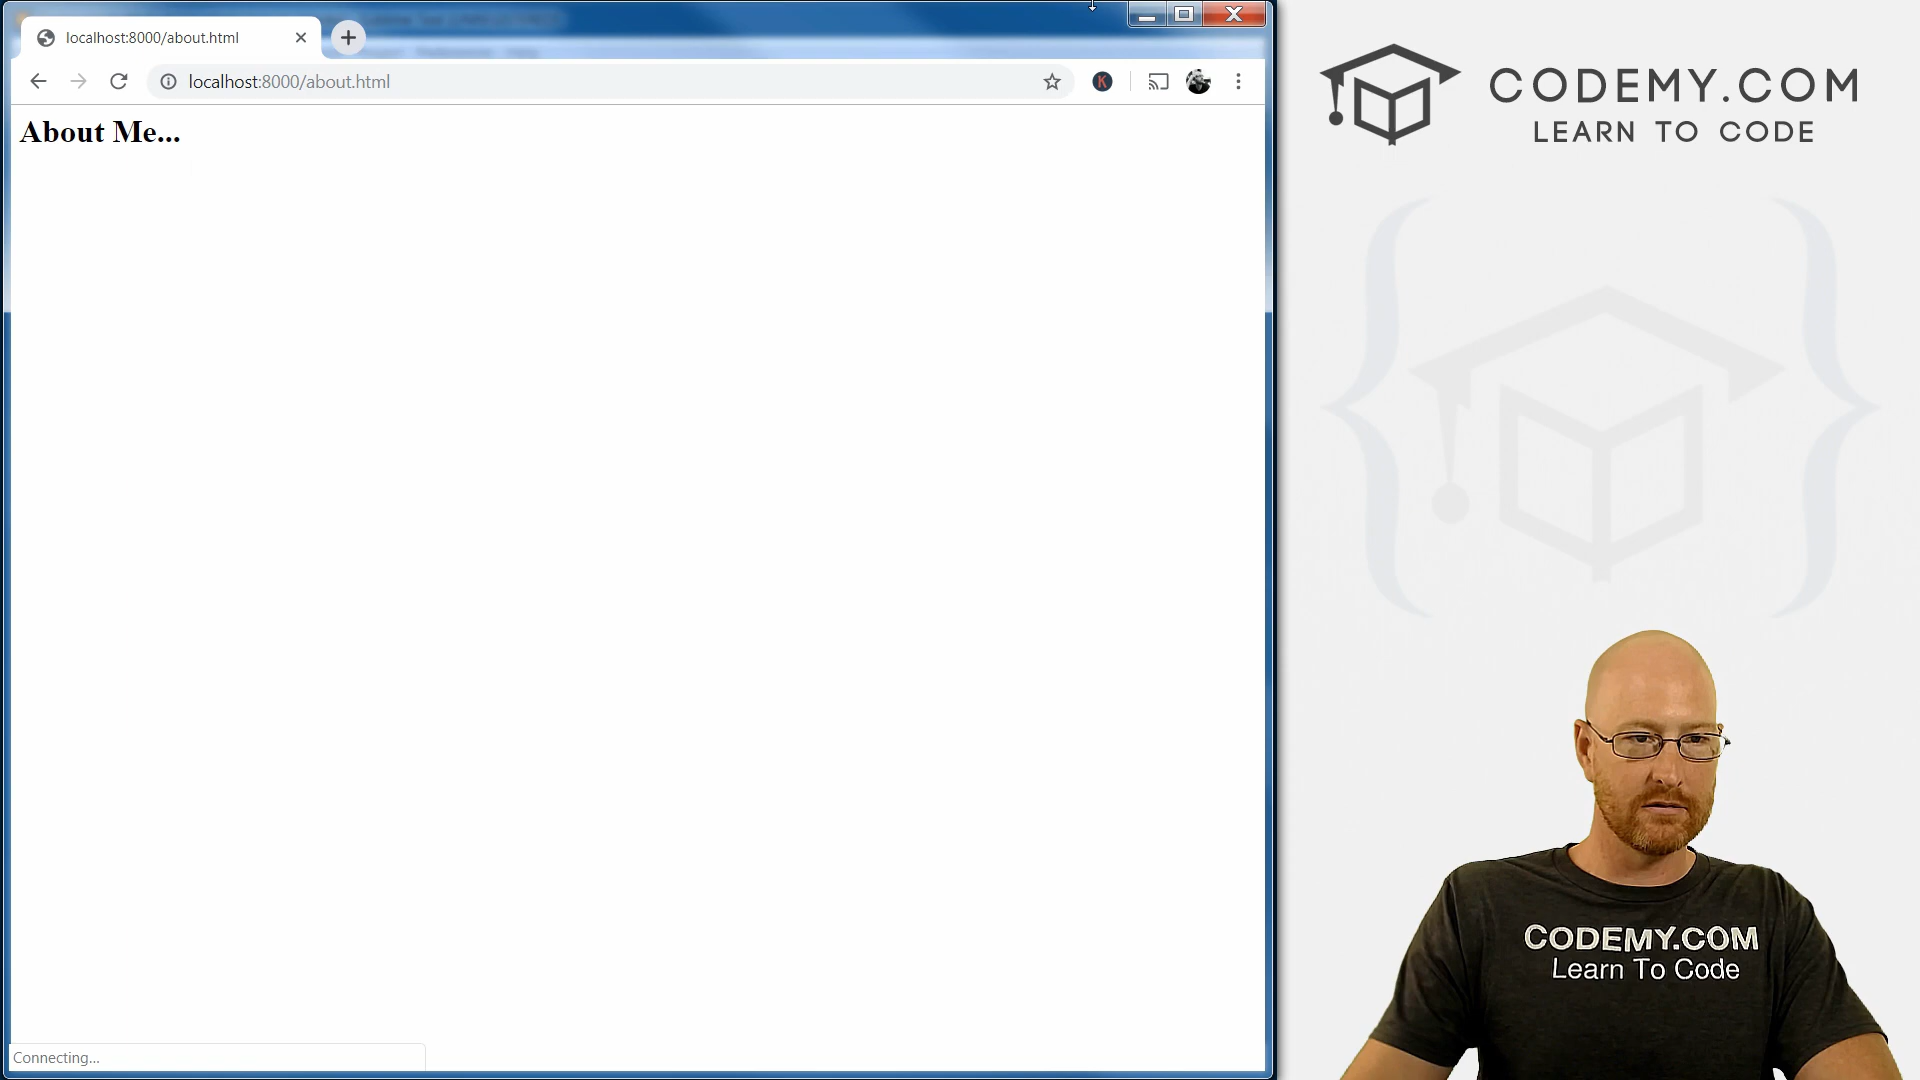 localhost:8000/about.html
localhost:8000/about.html
K
About Me...
Connecting...
CODEMY.COM
LEARN TO CODE
CODEMY.COM
Learn To Code